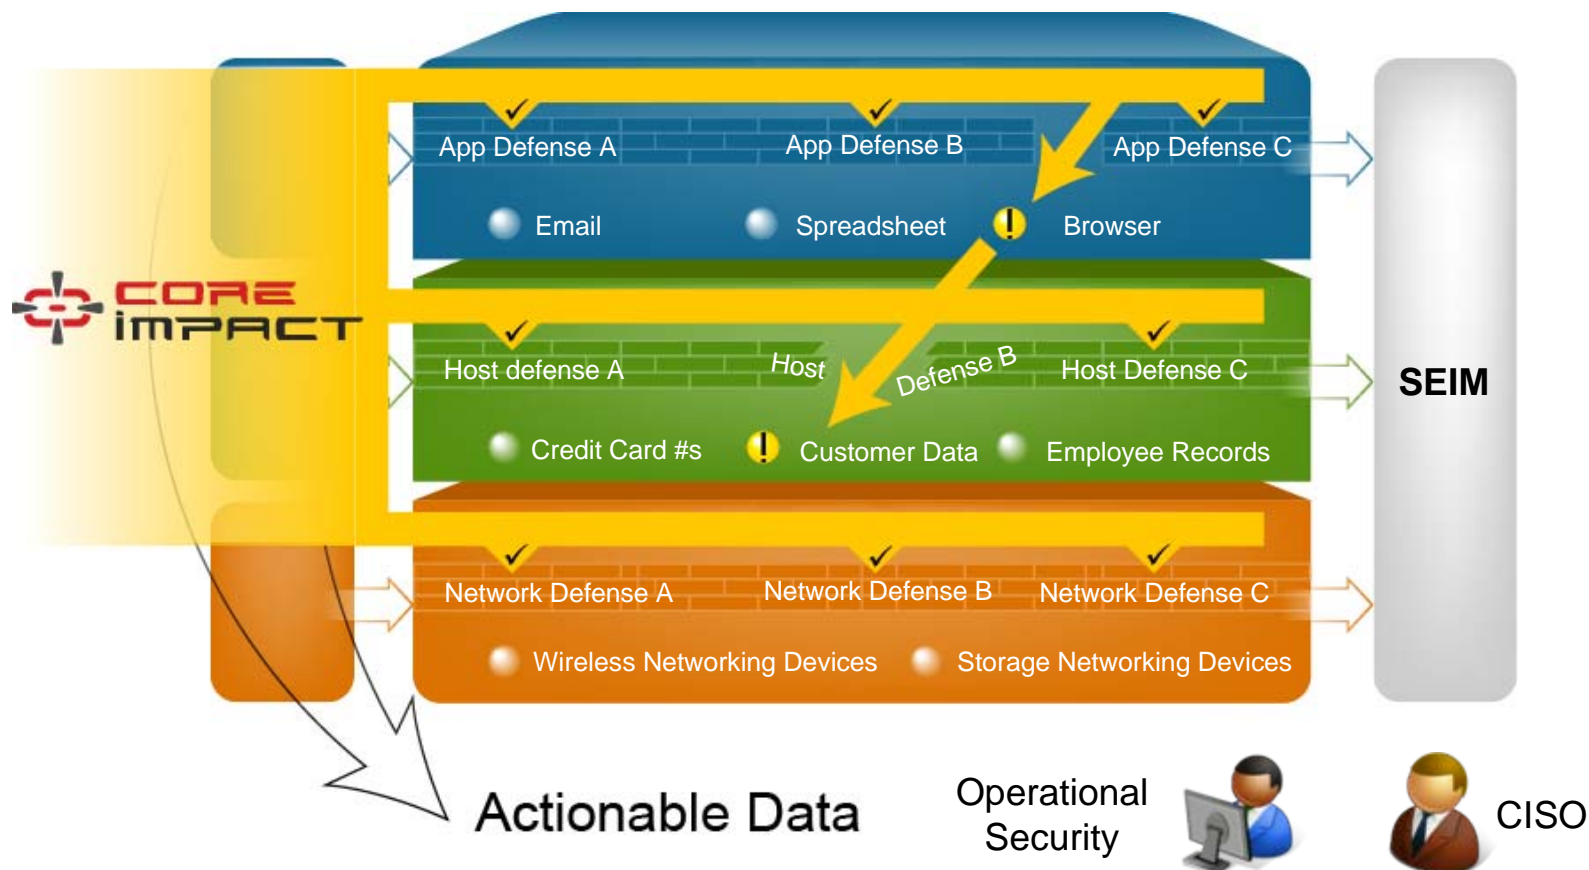 App Defense A
App Defense B
App Defense C
Email
Spreadsheet
Browser
CORE
IMPACT
Host defense A
Host Defense B
Host Defense C
SEIM
Credit Card #s
Customer Data
Employee Records
Network Defense A
Network Defense B
Network Defense C
Wireless Networking Devices
Storage Networking Devices
Actionable Data
Operational
Security
CISO